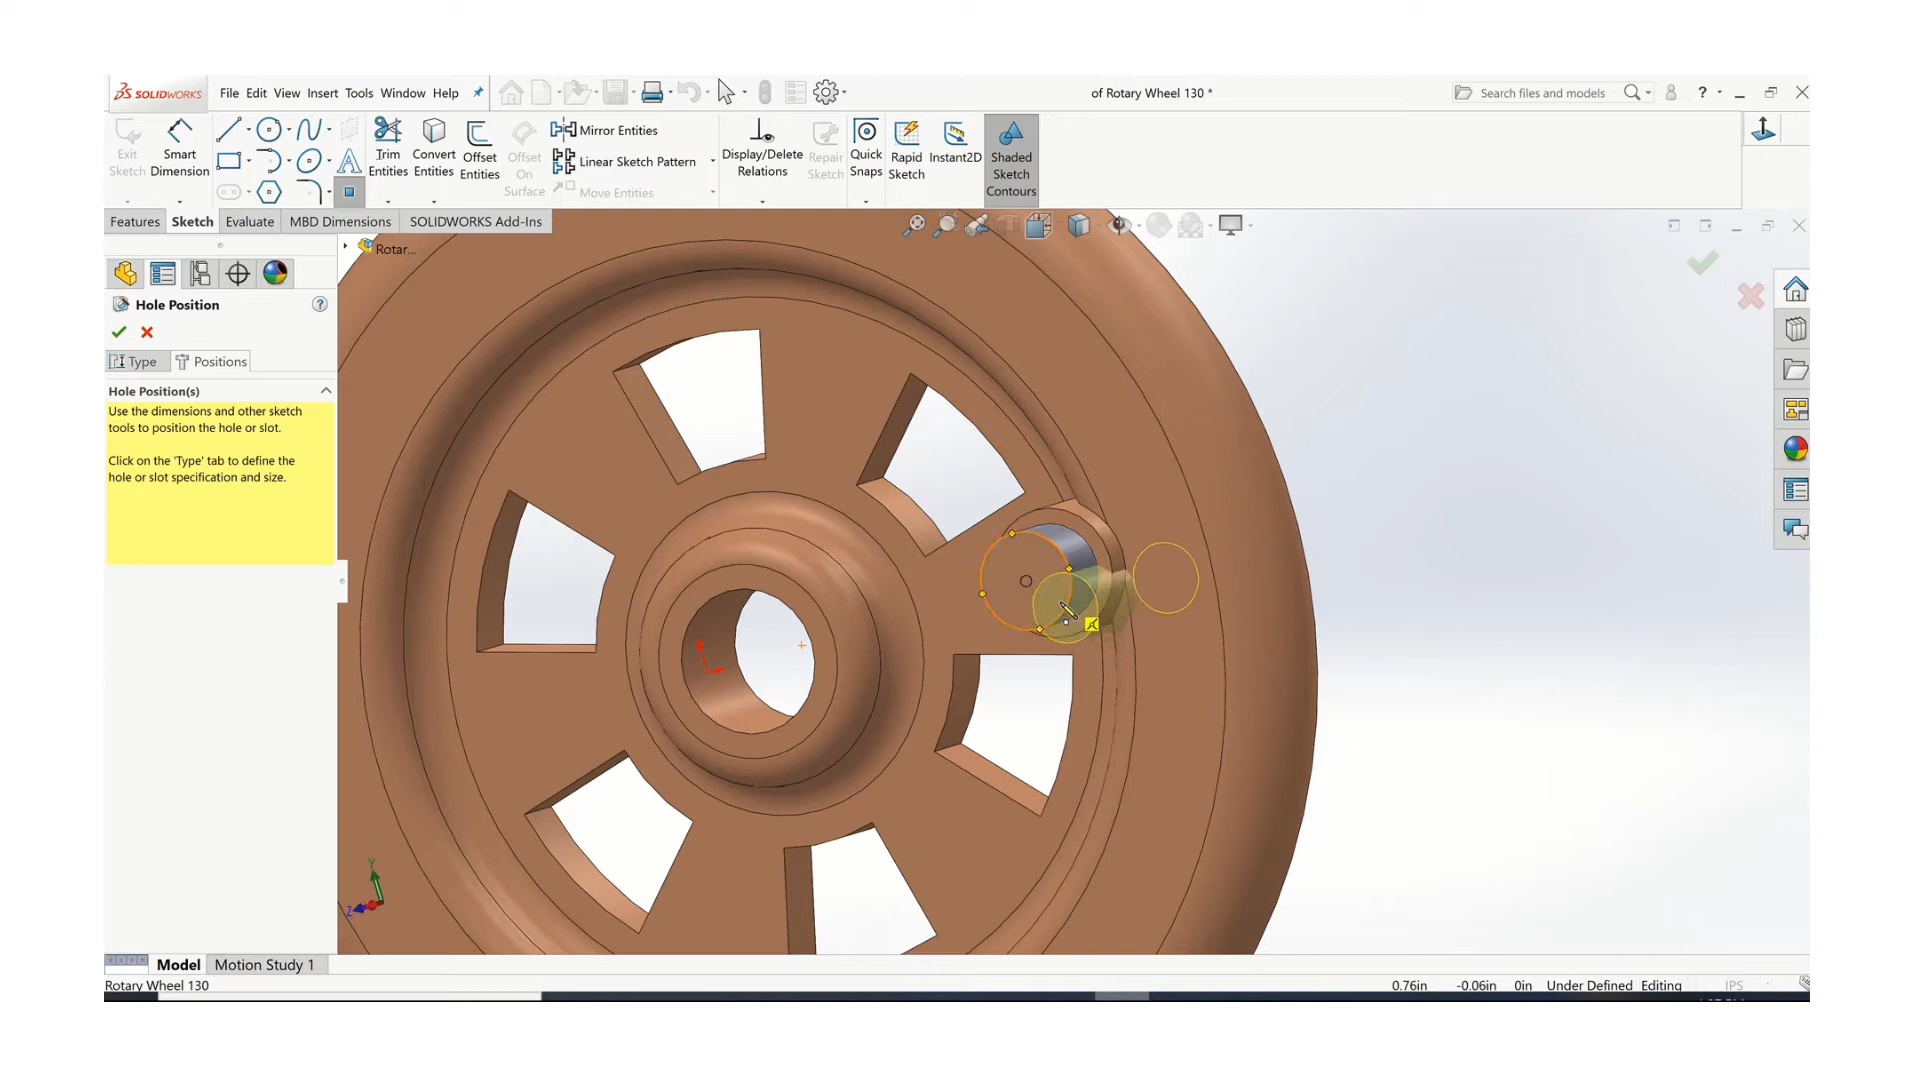 SOLIDWORKS File Edit View Insert Tools Window Help of Rotary Wheel 130 * Search files and models ?
Exit Sketch
Smart Dimension
Trim Entities
Convert Entities
Offset Entities
Offset On Surface
Mirror Entities
Linear Sketch Pattern
Move Entities
Display/Delete Relations
Repair Sketch
Quick Snaps
Rapid Sketch
Instant2D
Shaded Sketch Contours
Features Sketch Evaluate MBD Dimensions SOLIDWORKS Add-Ins
Rotar...
Hole Position ?
Type Positions
Hole Position(s)
Use the dimensions and other sketch
tools to position the hole or slot.
Click on the 'Type' tab to define the
hole or slot specification and size.
Y
Z
Model Motion Study 1
Rotary Wheel 130 0.76in -0.06in 0in Under Defined Editing IPS